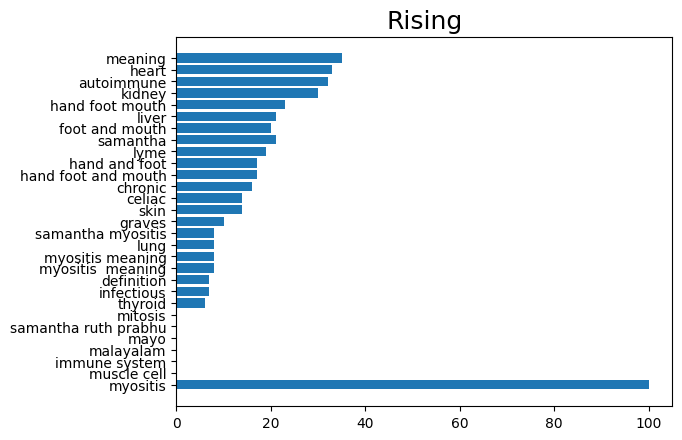 Rising
meaning
heart
autoimmune
kidney
hand foot mouth
liver
foot and mouth
samantha
lyme
hand and foot
hand foot and mouth
chronic
celiac
skin
graves
samantha myositis
lung
myositis meaning
myositis  meaning
definition
infectious
thyroid
mitosis
samantha ruth prabhu
mayo
malayalam
immune system
muscle cell
myositis
0 20 40 60 80 100